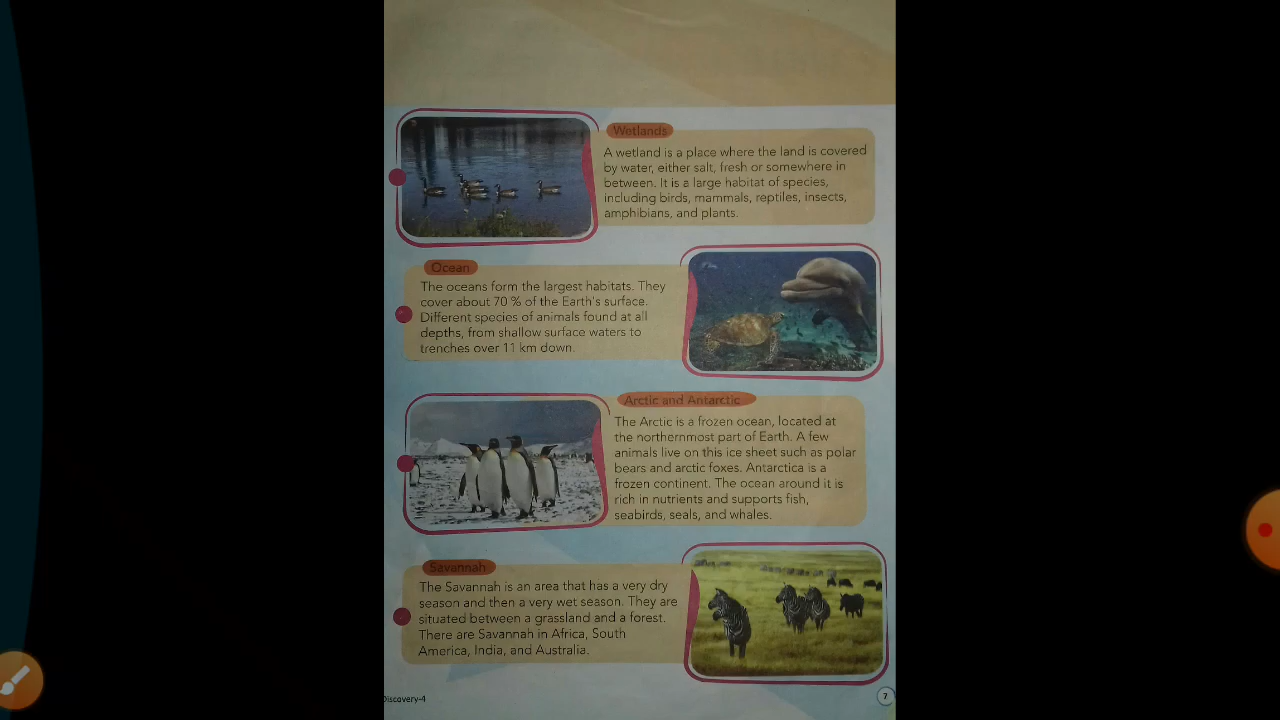 Wetlands
A wetland is a place where the land is covered
by water, either salt, fresh or somewhere in
between. It is a large habitat of species,
including birds, mammals, reptiles, insects,
amphibians, and plants.
Ocean
The oceans form the largest habitats. They
cover about 70 % of the Earth's surface.
Different species of animals found at all
depths, from shallow surface waters to
trenches over 11 km down.
Arctic and Antarctic
The Arctic is a frozen ocean, located at
the northernmost part of Earth. A few
animals live on this ice sheet such as polar
bears and arctic foxes. Antarctica is a
frozen continent. The ocean around it is
rich in nutrients and supports fish,
seabirds, seals, and whales.
Savannah
The Savannah is an area that has a very dry
season and then a very wet season. They are
situated between a grassland and a forest.
There are Savannah in Africa, South
America, India, and Australia.
Discovery-4
7